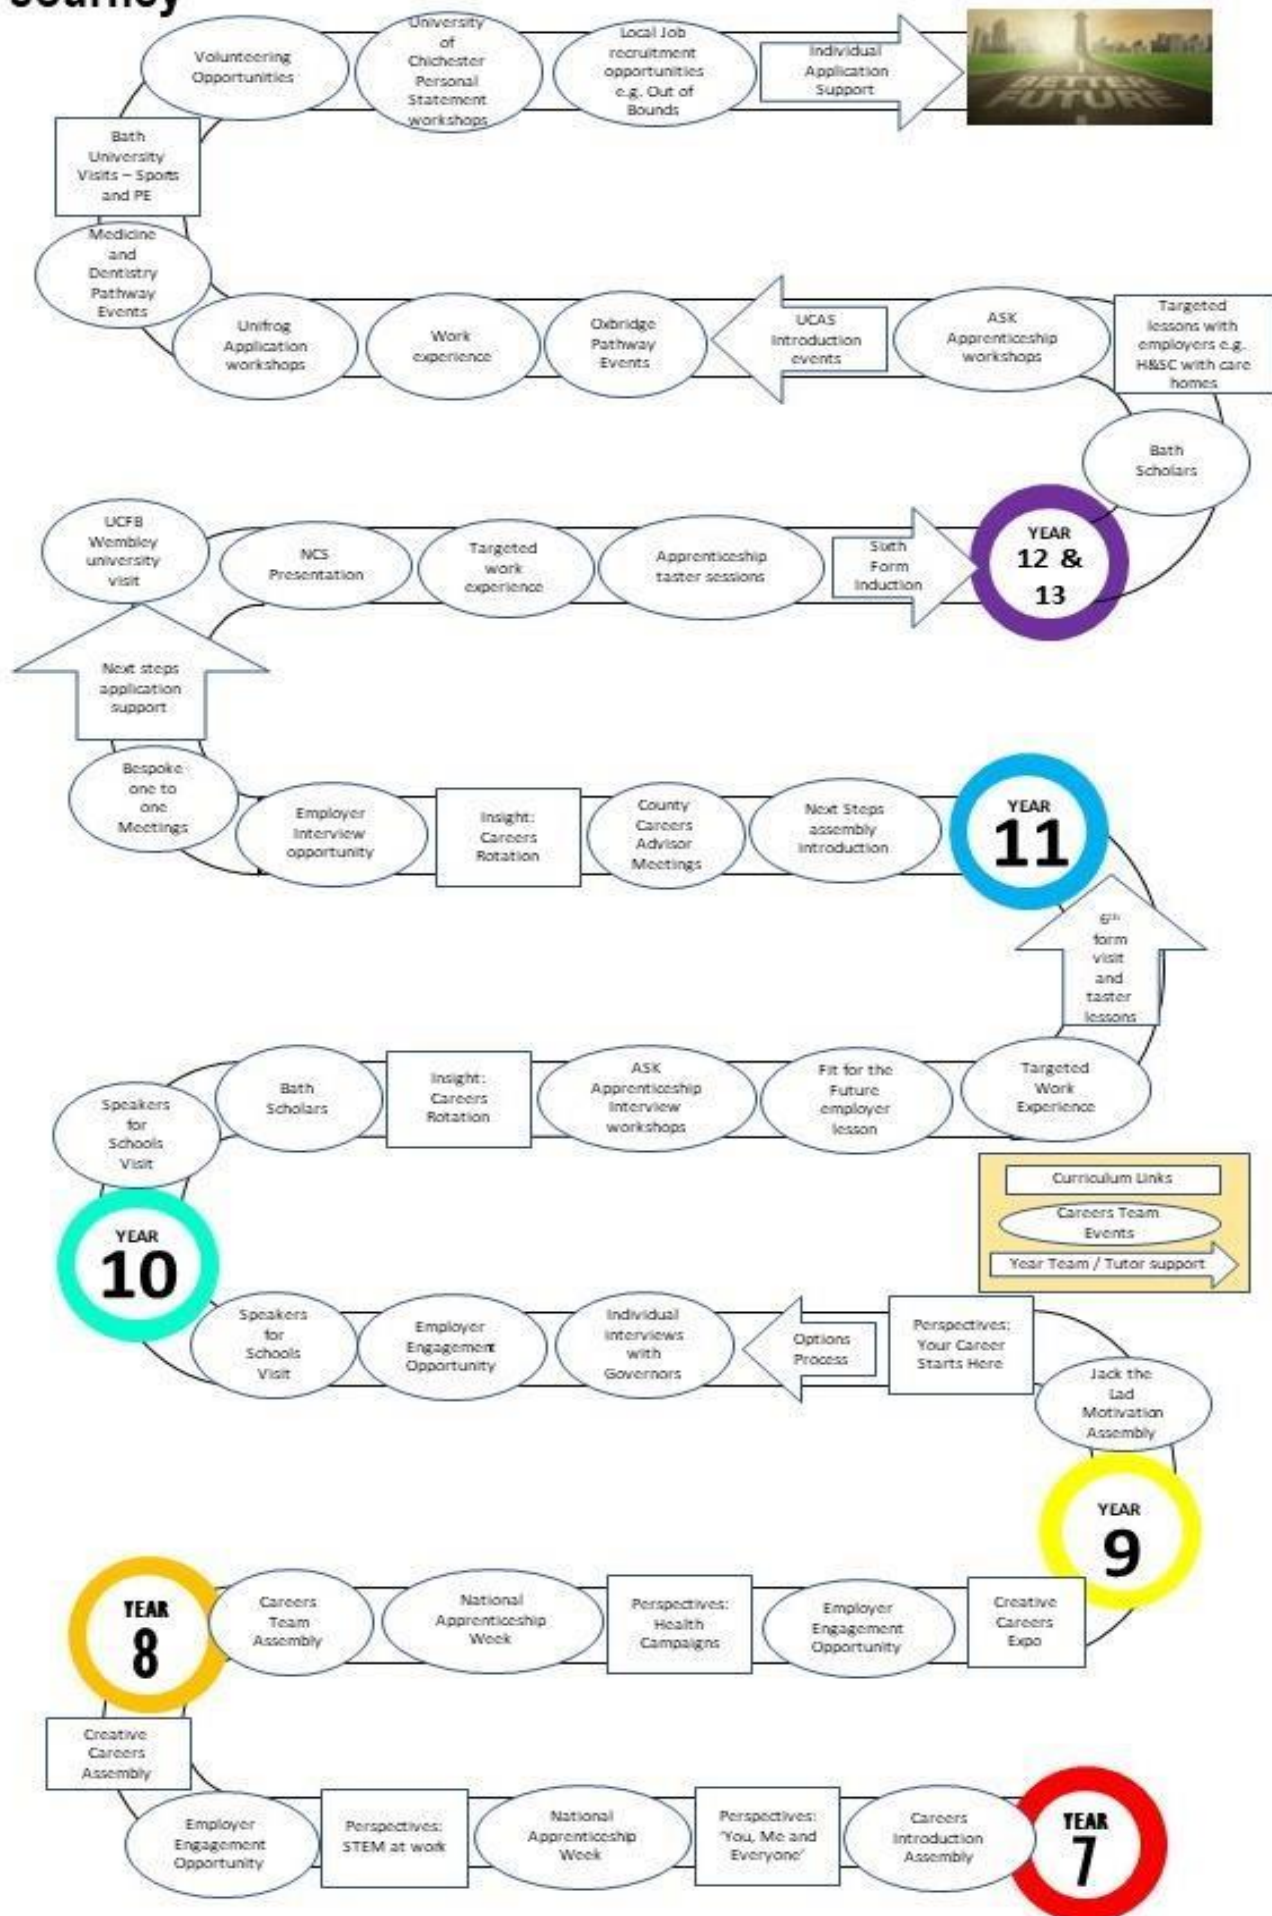 Journey
Volunteering
Opportunities
University
of
Chichester
Personal
Statement
workshops
Local Job
recruitment
opportunities
e.g. Out of
Bounds
Individual
Application
Support
BETTER
FUTURE
Bath
University
Visits – Sports
and PE
Medicine
and
Dentistry
Pathway
Events
Unifrog
Application
workshops
Work
experience
Oxbridge
Pathway
Events
UCAS
Introduction
events
ASK
Apprenticeship
workshops
Targeted
lessons with
employers e.g.
H&SC with care
homes
Bath
Scholars
UCFB
Wembley
university
visit
NCS
Presentation
Targeted
work
experience
Apprenticeship
taster sessions
Sixth
Form
Induction
YEAR
12 &
13
Next steps
application
support
Bespoke
one to
one
Meetings
Employer
Interview
opportunity
Insight:
Careers
Rotation
County
Careers
Advisor
Meetings
Next Steps
assembly
introduction
YEAR
11
6th
form
visit
and
taster
lessons
Speakers
for
Schools
Visit
Bath
Scholars
Insight:
Careers
Rotation
ASK
Apprenticeship
Interview
workshops
Fit for the
Future
employer
lesson
Targeted
Work
Experience
Curriculum Links
Careers Team
Events
Year Team / Tutor support
YEAR
10
Speakers
for
Schools
Visit
Employer
Engagement
Opportunity
Individual
interviews
with
Governors
Options
Process
Perspectives:
Your Career
Starts Here
Jack the
Lad
Motivation
Assembly
YEAR
9
YEAR
8
Careers
Team
Assembly
National
Apprenticeship
Week
Perspectives:
Health
Campaigns
Employer
Engagement
Opportunity
Creative
Careers
Expo
Creative
Careers
Assembly
Employer
Engagement
Opportunity
Perspectives:
STEM at work
National
Apprenticeship
Week
Perspectives:
'You, Me and
Everyone'
Careers
Introduction
Assembly
YEAR
7